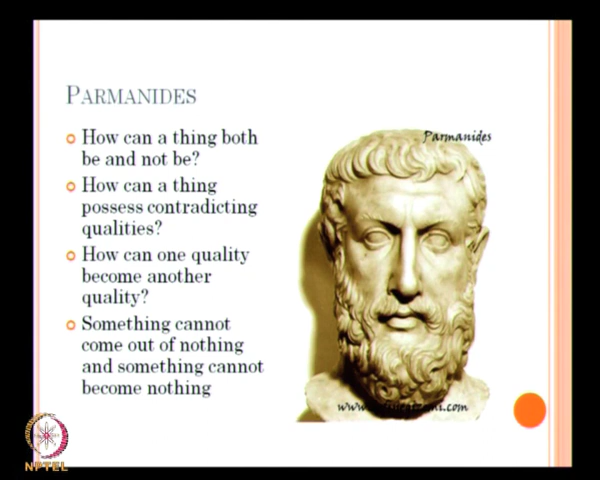 PARMANIDES
How can a thing both
be and not be?
How can a thing
possess contradicting
qualities?
How can one quality
become another
quality?
Something cannot
come out of nothing
and something cannot
become nothing
Parmanides
NPTEL